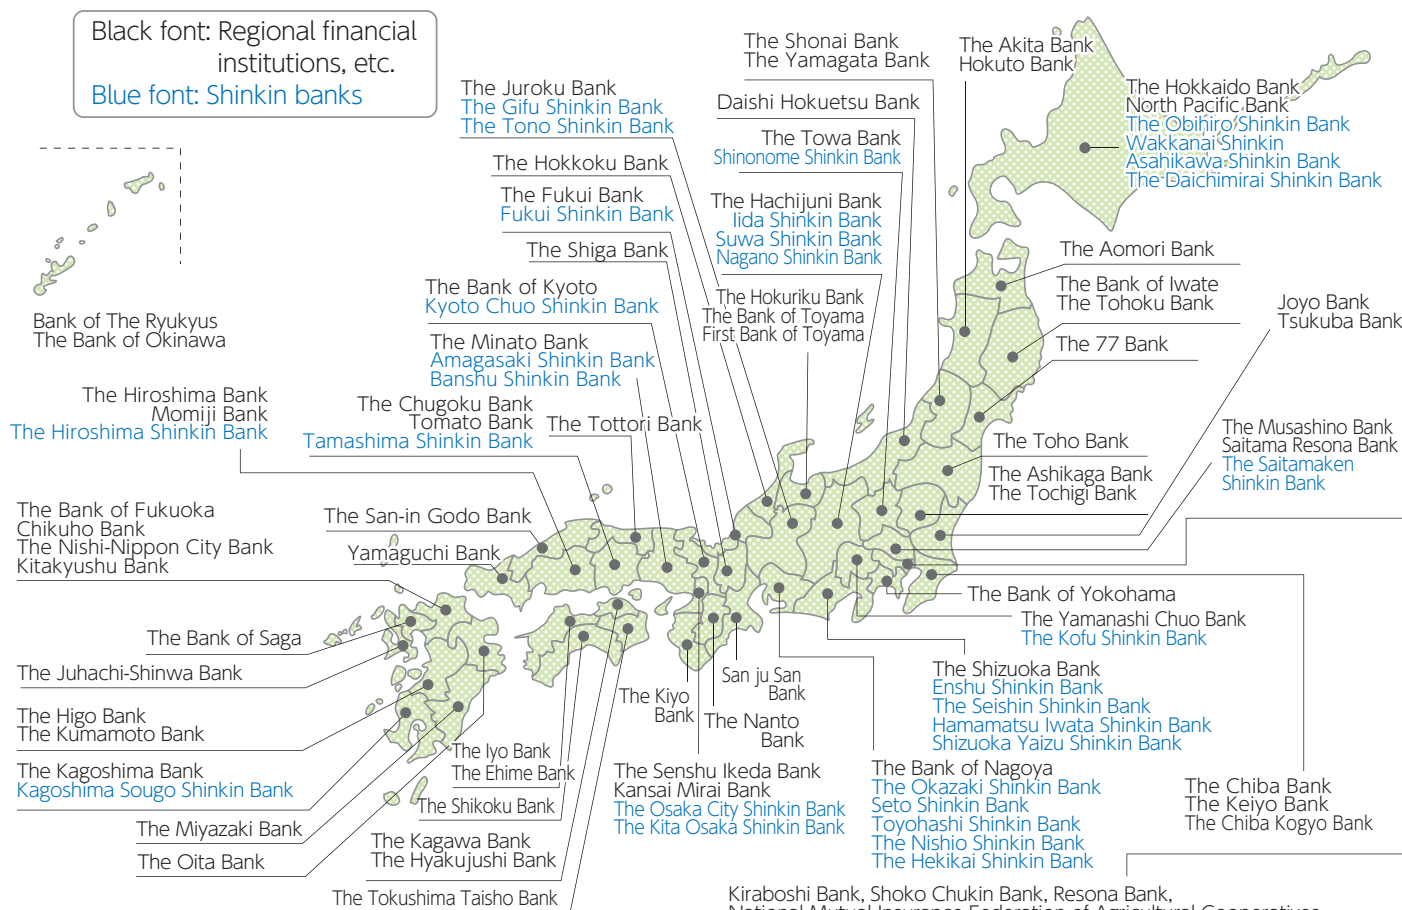 Black font: Regional financial
institutions, etc.
Blue font: Shinkin banks
The Shonai Bank
The Yamagata Bank
The Akita Bank
Hokuto Bank
The Juroku Bank
The Gifu Shinkin Bank
The Tono Shinkin Bank
Daishi Hokuetsu Bank
The Hokkaido Bank
North Pacific Bank
The Obihiro Shinkin Bank
Wakkanai Shinkin
Asahikawa Shinkin Bank
The Daichimirai Shinkin Bank
The Towa Bank
Shinonome Shinkin Bank
The Hokkoku Bank
The Fukui Bank
Fukui Shinkin Bank
The Hachijuni Bank
Iida Shinkin Bank
Suwa Shinkin Bank
Nagano Shinkin Bank
The Shiga Bank
The Aomori Bank
The Bank of Kyoto
Kyoto Chuo Shinkin Bank
The Hokuriku Bank
The Bank of Toyama
First Bank of Toyama
The Bank of Iwate
The Tohoku Bank
Joyo Bank
Tsukuba Bank
Bank of The Ryukyus
The Bank of Okinawa
The Minato Bank
Amagasaki Shinkin Bank
Banshu Shinkin Bank
The 77 Bank
The Hiroshima Bank
Momiji Bank
The Hiroshima Shinkin Bank
The Chugoku Bank
Tomato Bank
Tamashima Shinkin Bank
The Tottori Bank
The Toho Bank
The Musashino Bank
Saitama Resona Bank
The Saitamaken
Shinkin Bank
The Ashikaga Bank
The Tochigi Bank
The Bank of Fukuoka
Chikuho Bank
The Nishi-Nippon City Bank
Kitakyushu Bank
The San-in Godo Bank
Yamaguchi Bank
The Bank of Yokohama
The Yamanashi Chuo Bank
The Kofu Shinkin Bank
The Bank of Saga
The Juhachi-Shinwa Bank
The Shizuoka Bank
Enshu Shinkin Bank
The Seishin Shinkin Bank
Hamamatsu Iwata Shinkin Bank
Shizuoka Yaizu Shinkin Bank
San ju San
Bank
The Kiyo
Bank
The Nanto
Bank
The Higo Bank
The Kumamoto Bank
The Iyo Bank
The Ehime Bank
The Kagoshima Bank
Kagoshima Sougo Shinkin Bank
The Senshu Ikeda Bank
Kansai Mirai Bank
The Osaka City Shinkin Bank
The Kita Osaka Shinkin Bank
The Bank of Nagoya
The Okazaki Shinkin Bank
Seto Shinkin Bank
Toyohashi Shinkin Bank
The Nishio Shinkin Bank
The Hekikai Shinkin Bank
The Chiba Bank
The Keiyo Bank
The Chiba Kogyo Bank
The Shikoku Bank
The Miyazaki Bank
The Kagawa Bank
The Hyakujushi Bank
The Oita Bank
The Tokushima Taisho Bank
Kiraboshi Bank, Shoko Chukin Bank, Resona Bank,
National Mutual Insurance Federation of Agricultural Cooperatives